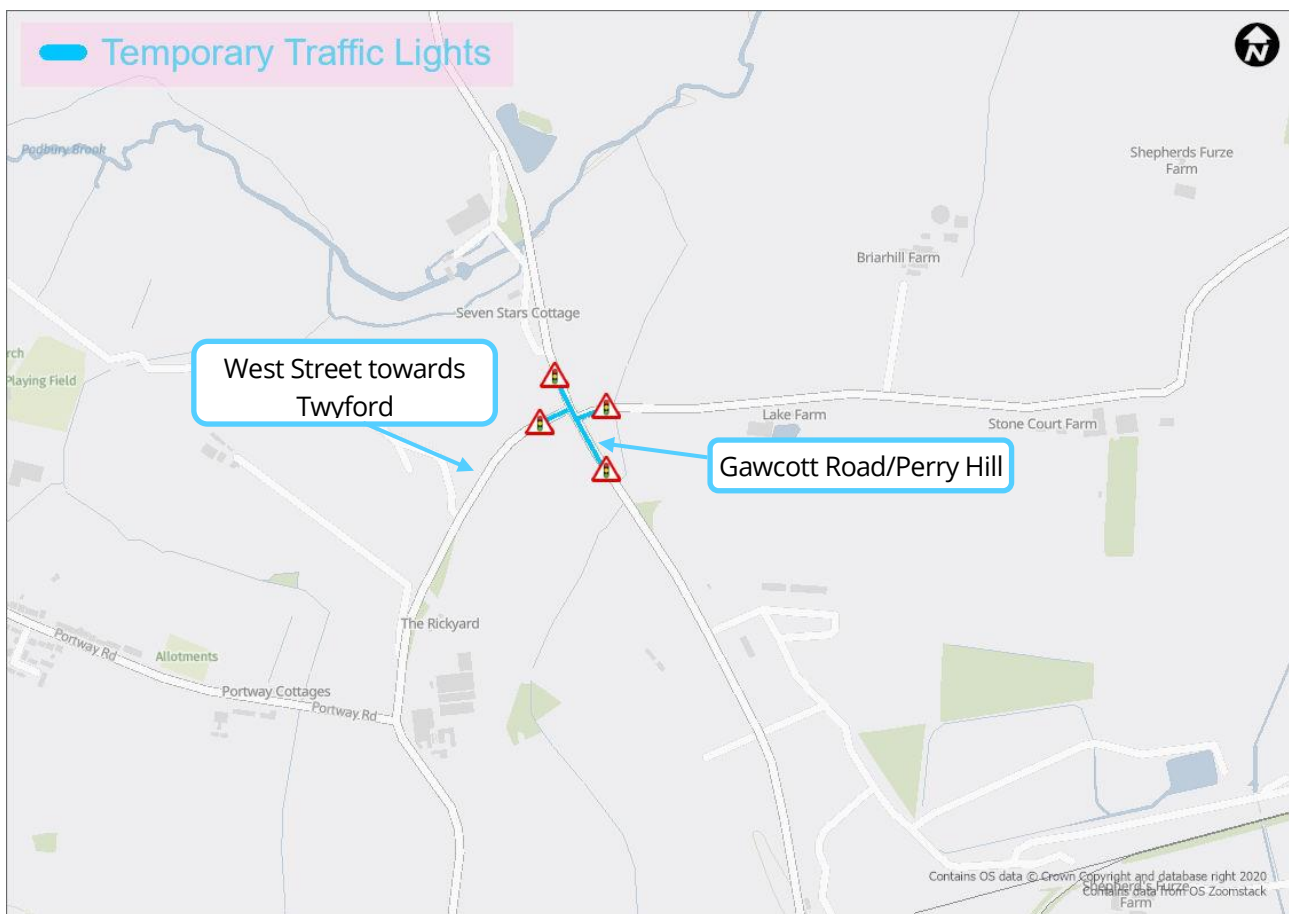 Temporary Traffic Lights
N
Padbury Brook
Shepherds Furze
Farm
Briarhill Farm
Seven Stars Cottage
rch
Playing Field
West Street towards
Twyford
Lake Farm
Stone Court Farm
Gawcott Road/Perry Hill
The Rickyard
Portway Rd
Allotments
Portway Cottages
Portway Rd
Contains OS data © Crown Copyright and database right 2020
Contains data from OS Zoomstack
Shepherd's Furze
Farm